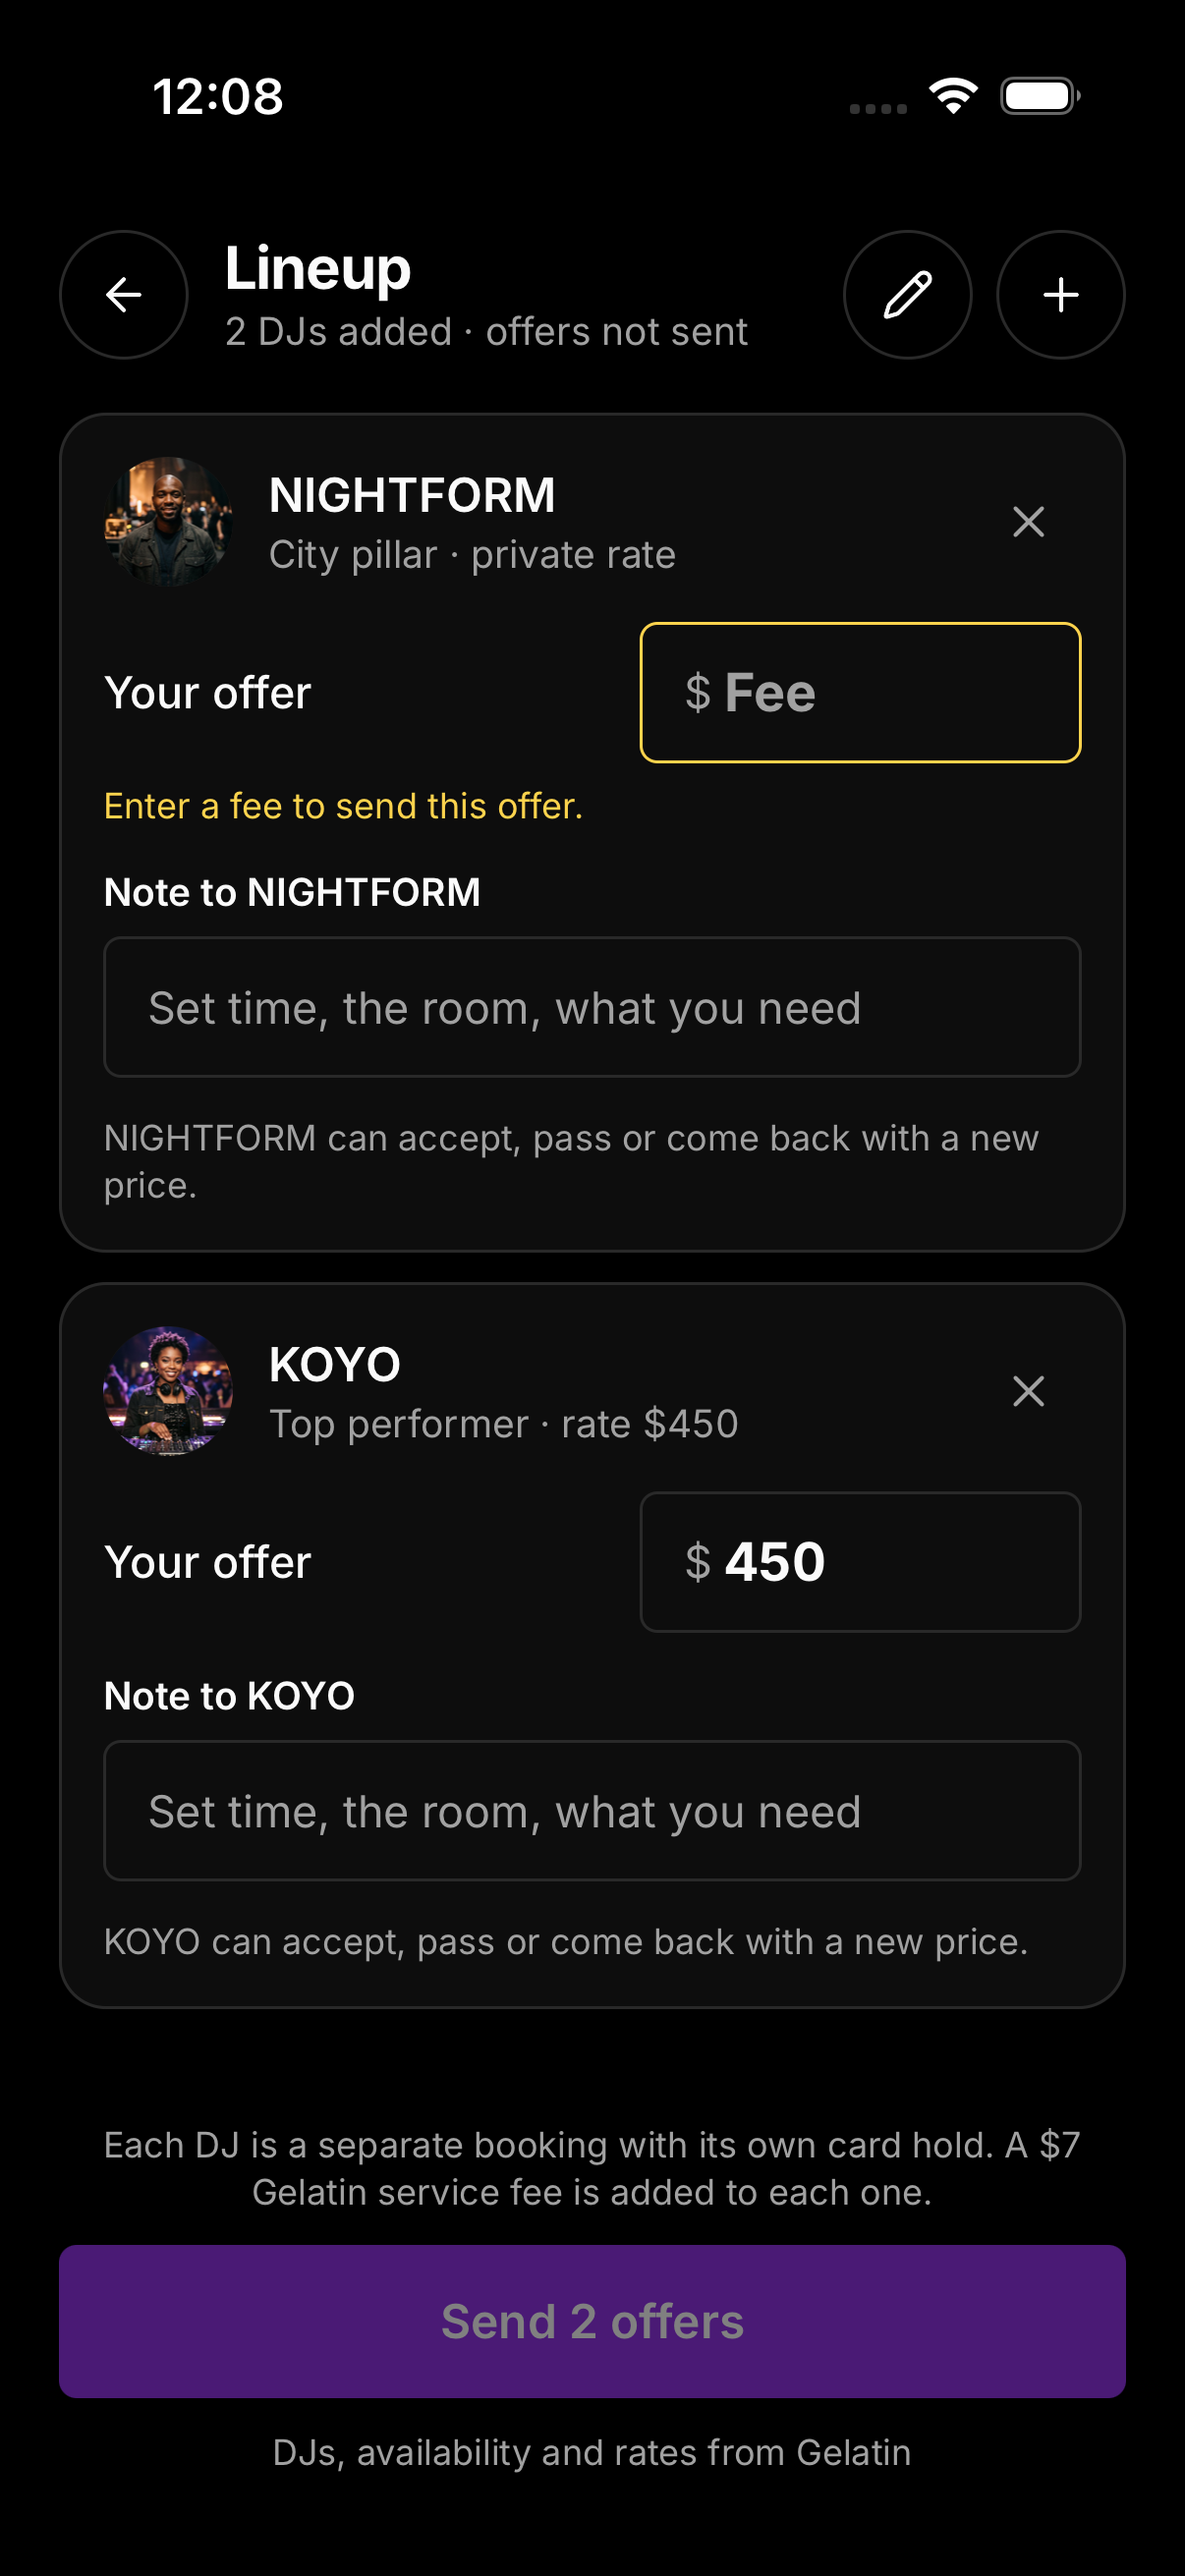 12:08
Lineup
2 DJs added · offers not sent
NIGHTFORM
City pillar · private rate
Your offer
$ Fee
Enter a fee to send this offer.
Note to NIGHTFORM
Set time, the room, what you need
NIGHTFORM can accept, pass or come back with a new
price.
KOYO
Top performer · rate $450
Your offer
$ 450
Note to KOYO
Set time, the room, what you need
KOYO can accept, pass or come back with a new price.
Each DJ is a separate booking with its own card hold. A $7
Gelatin service fee is added to each one.
Send 2 offers
DJs, availability and rates from Gelatin